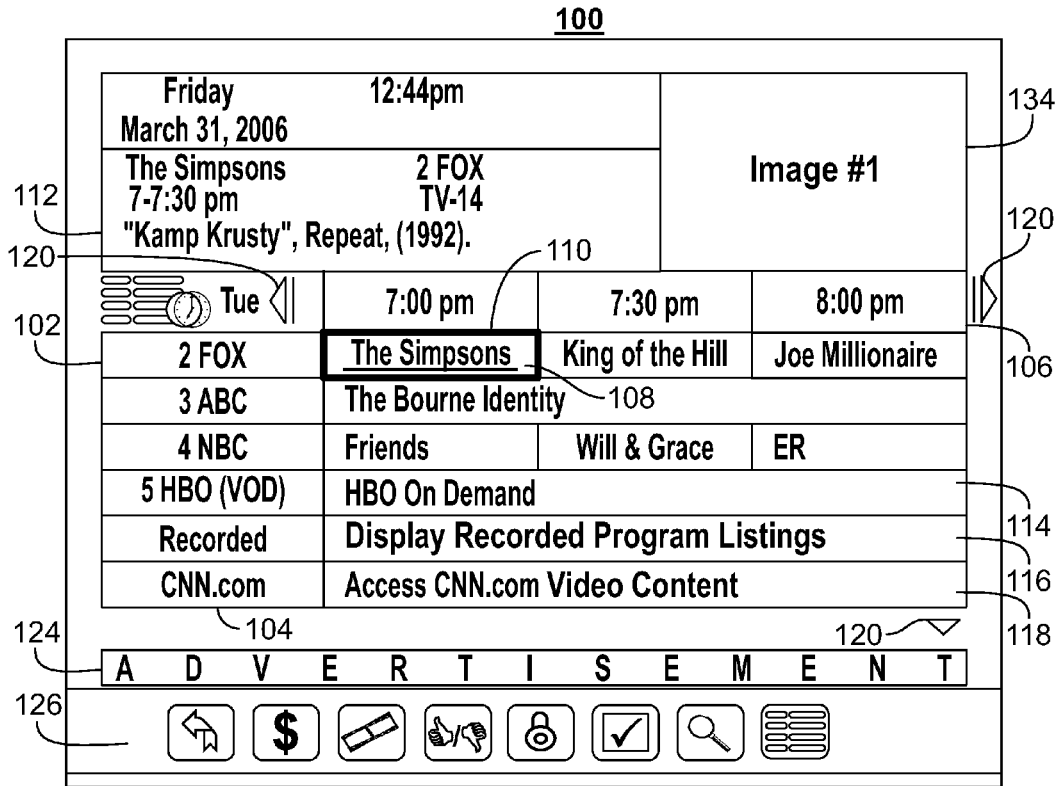 100
Friday 12:44pm
March 31, 2006
The Simpsons 2 FOX
7-7:30 pm TV-14
"Kamp Krusty", Repeat, (1992).
Image #1
134
112
120
110
120
Tue 7:00 pm 7:30 pm 8:00 pm
102
106
2 FOX The Simpsons King of the Hill Joe Millionaire
108
3 ABC The Bourne Identity
4 NBC Friends Will & Grace ER
5 HBO (VOD) HBO On Demand
114
Recorded Display Recorded Program Listings
116
CNN.com Access CNN.com Video Content
118
104
120
124
A D V E R T I S E M E N T
126
$